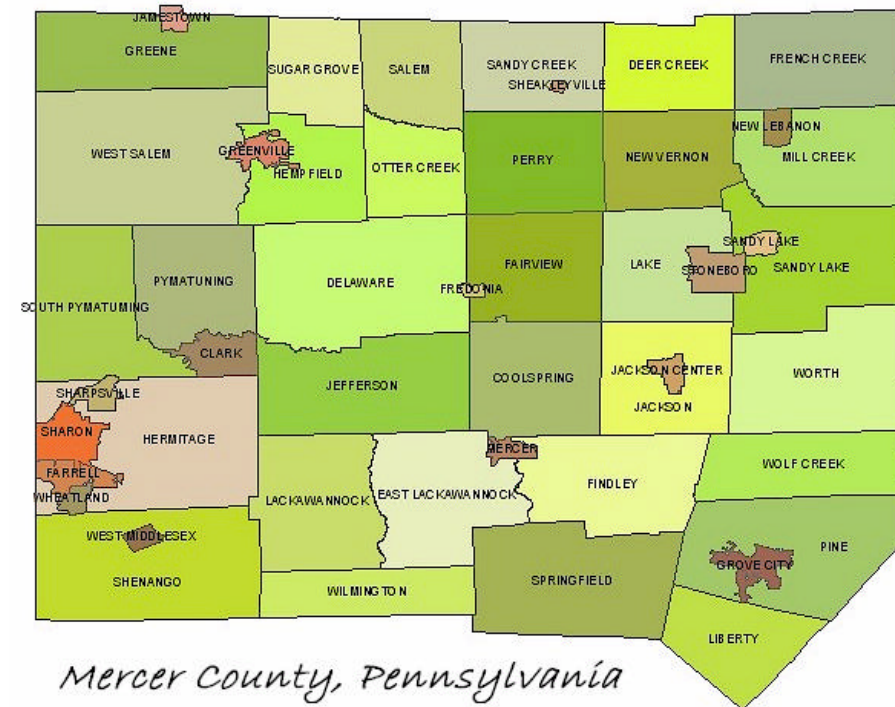 JAMESTOWN
GREENE
SUGAR GROVE
SALEM
SANDY CREEK
SHEAKLEYVILLE
DEER CREEK
FRENCH CREEK
WEST SALEM
GREENVILLE
HEMPFIELD
OTTER CREEK
PERRY
NEW VERNON
NEW LEBANON
MILL CREEK
SOUTH PYMATUMING
PYMATUNING
DELAWARE
FREDONIA
FAIRVIEW
LAKE
STONEBORO
SANDY LAKE
SANDY LAKE
CLARK
JEFFERSON
COOLSPRING
JACKSON CENTER
JACKSON
WORTH
SHARPSVILLE
SHARON
HERMITAGE
FARRELL
WHEATLAND
LACKAWANNOCK
EAST LACKAWANNOCK
MERCER
FINDLEY
WOLF CREEK
WEST MIDDLESEX
SHENANGO
WILMINGTON
SPRINGFIELD
GROVE CITY
PINE
LIBERTY
Mercer County, Pennsylvania